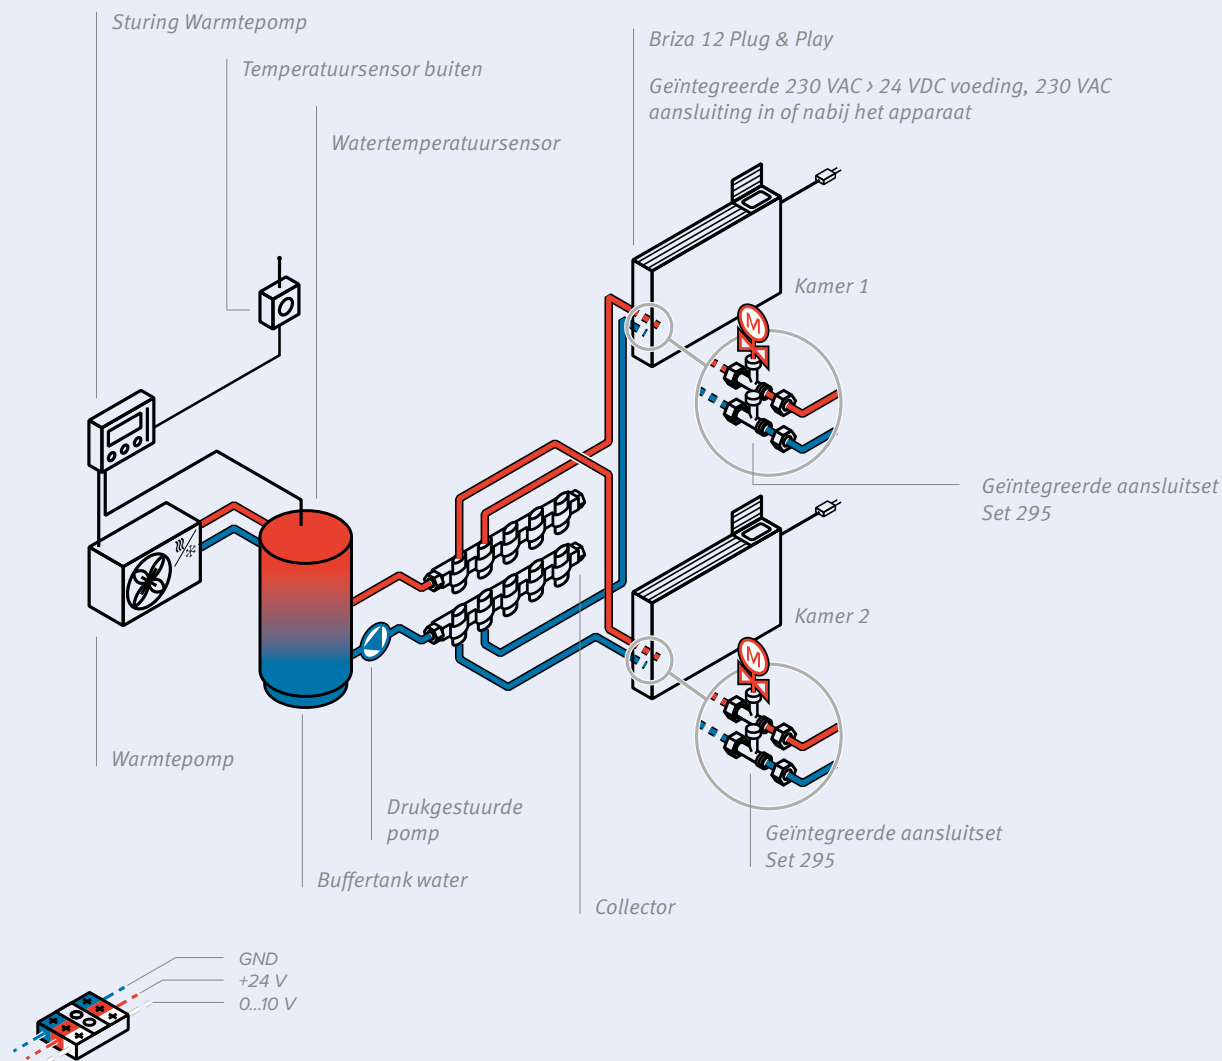 Sturing Warmtepomp
Temperatuursensor buiten
Watertemperatuursensor
Briza 12 Plug & Play
Geïntegreerde 230 VAC › 24 VDC voeding, 230 VAC
aansluiting in of nabij het apparaat
Kamer 1
M
Geïntegreerde aansluitset
Set 295
Kamer 2
M
Geïntegreerde aansluitset
Set 295
Warmtepomp
Drukgestuurde
pomp
Buffertank water
Collector
GND
+24 V
0...10 V